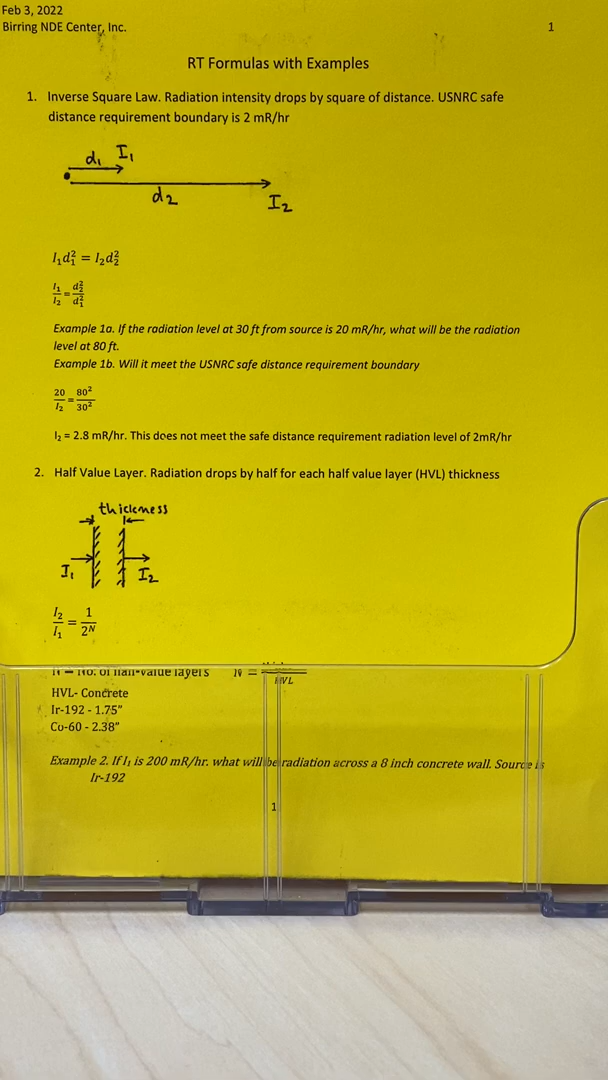 Feb 3, 2022
Birring NDE Center, Inc.
1
RT Formulas with Examples
1. Inverse Square Law. Radiation intensity drops by square of distance. USNRC safe
distance requirement boundary is 2 mR/hr
d₁ I₁
d₂ I₂
I₁d₁² = I₂d₂²
I₁/I₂ = d₂²/d₁²
Example 1a. If the radiation level at 30 ft from source is 20 mR/hr, what will be the radiation
level at 80 ft.
Example 1b. Will it meet the USNRC safe distance requirement boundary
20/I₂ = 80²/30²
I₂ = 2.8 mR/hr. This does not meet the safe distance requirement radiation level of 2mR/hr
2. Half Value Layer. Radiation drops by half for each half value layer (HVL) thickness
thickness
I₁ I₂
I₂/I₁ = 1/2ᴺ
N = No. of half-value layers N = /HVL
HVL- Concrete
Ir-192 - 1.75"
Co-60 - 2.38"
Example 2. If I₁ is 200 mR/hr. what will be radiation across a 8 inch concrete wall. Source is
Ir-192
1